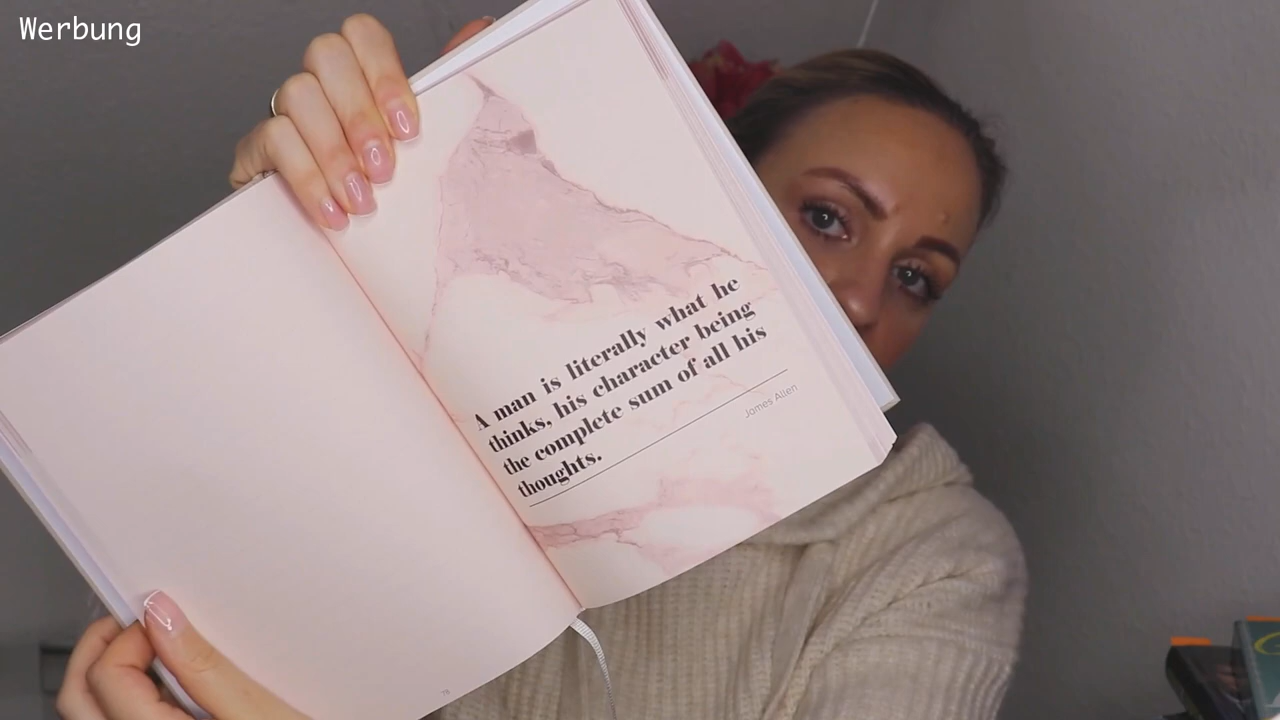 Werbung
A man is literally what he
thinks, his character being
the complete sum of all his
thoughts.
James Allen